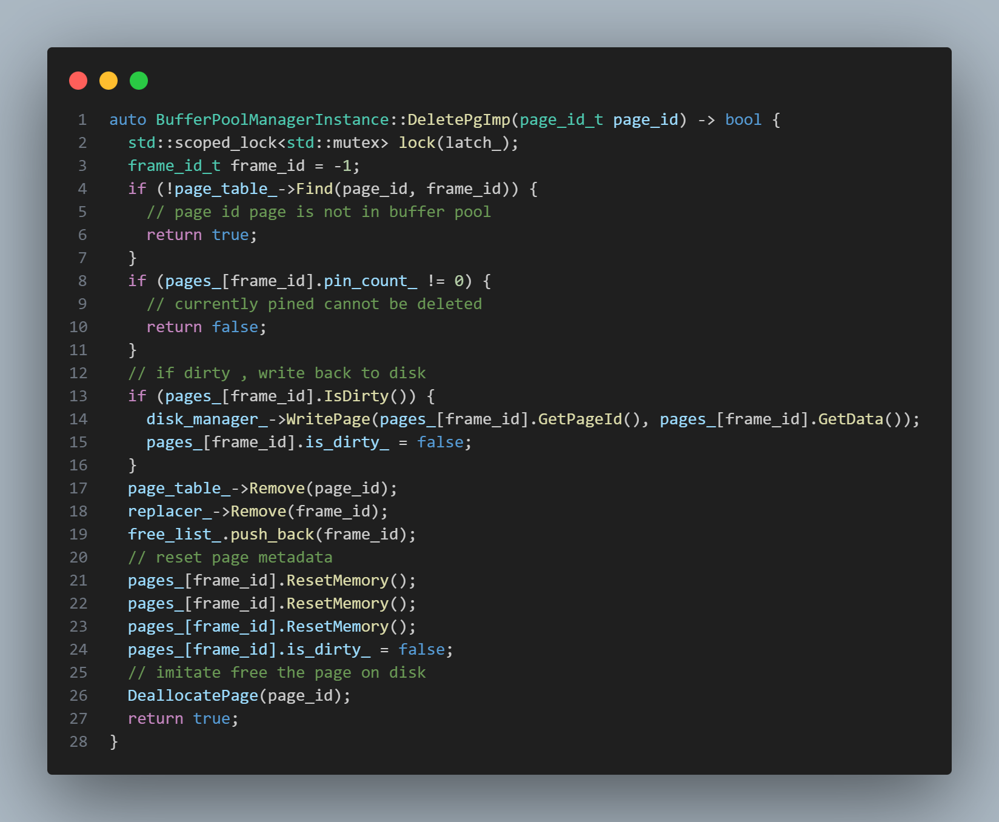 1 auto BufferPoolManagerInstance::DeletePgImp(page_id_t page_id) -> bool {
2   std::scoped_lock<std::mutex> lock(latch_);
3   frame_id_t frame_id = -1;
4   if (!page_table_->Find(page_id, frame_id)) {
5     // page id page is not in buffer pool
6     return true;
7   }
8   if (pages_[frame_id].pin_count_ != 0) {
9     // currently pined cannot be deleted
10     return false;
11   }
12   // if dirty , write back to disk
13   if (pages_[frame_id].IsDirty()) {
14     disk_manager_->WritePage(pages_[frame_id].GetPageId(), pages_[frame_id].GetData());
15     pages_[frame_id].is_dirty_ = false;
16   }
17   page_table_->Remove(page_id);
18   replacer_->Remove(frame_id);
19   free_list_.push_back(frame_id);
20   // reset page metadata
21   pages_[frame_id].ResetMemory();
22   pages_[frame_id].ResetMemory();
23   pages_[frame_id].ResetMemory();
24   pages_[frame_id].is_dirty_ = false;
25   // imitate free the page on disk
26   DeallocatePage(page_id);
27   return true;
28 }